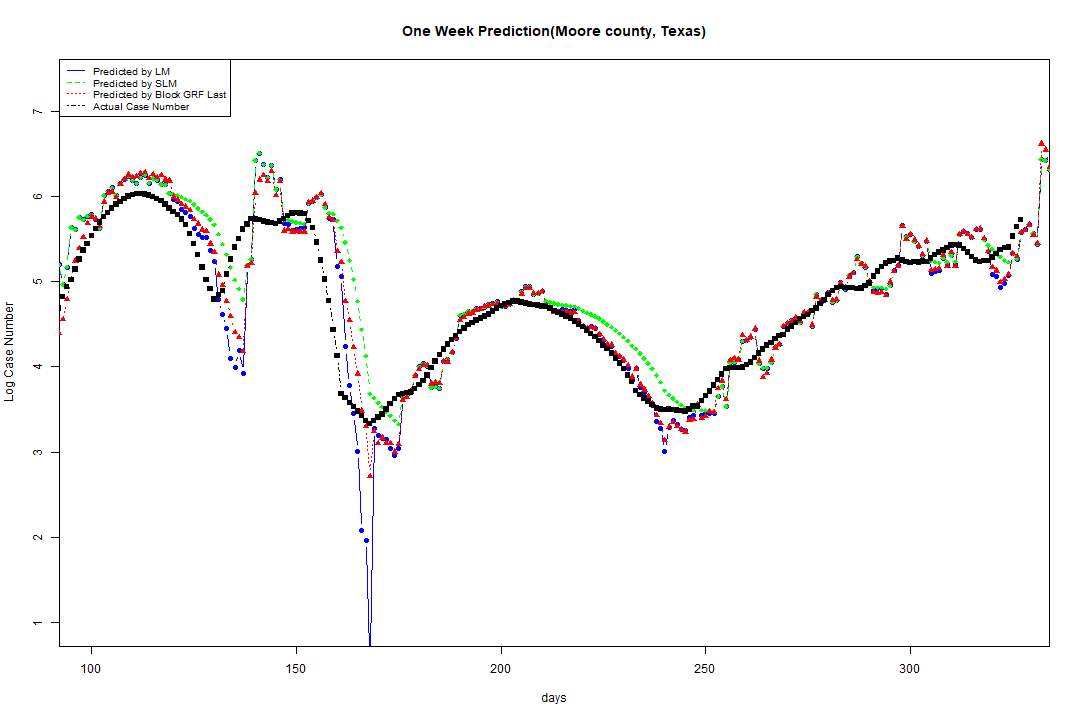 One Week Prediction(Moore county, Texas)
Predicted by LM
Predicted by SLM
Predicted by Block GRF Last
Actual Case Number
7
6
5
4
3
2
1
Log Case Number
100 150 200 250 300
days